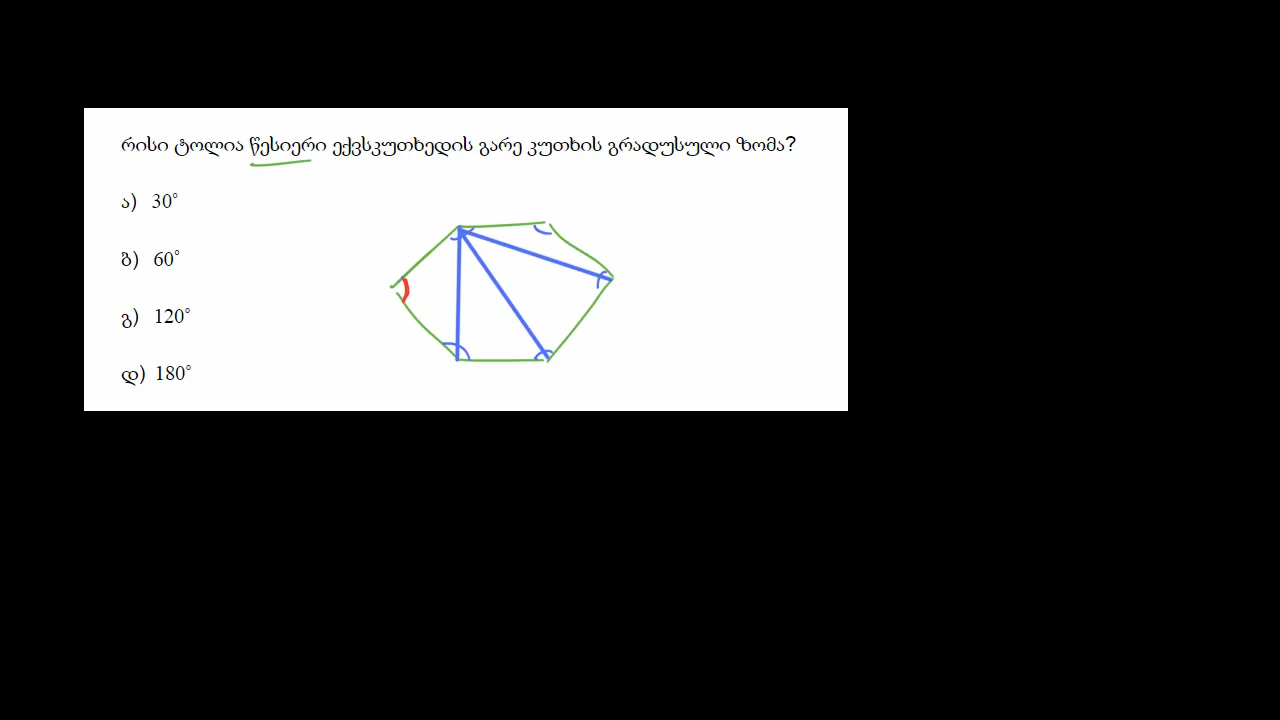 რისი ტოლია წესიერი ექვსკუთხედის გარე კუთხის გრადუსული ზომა?
ა) 30°
ბ) 60°
გ) 120°
დ) 180°